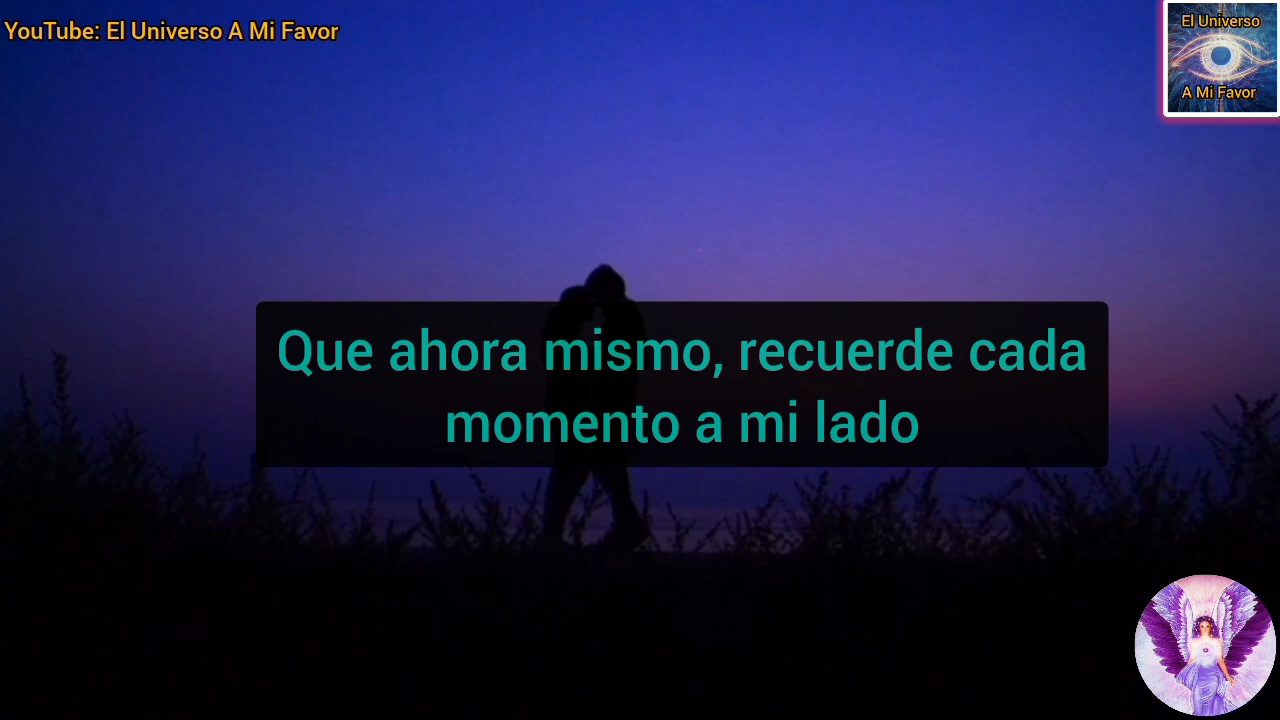 YouTube: El Universo A Mi Favor
El Universo
A Mi Favor
Que ahora mismo, recuerde cada
momento a mi lado